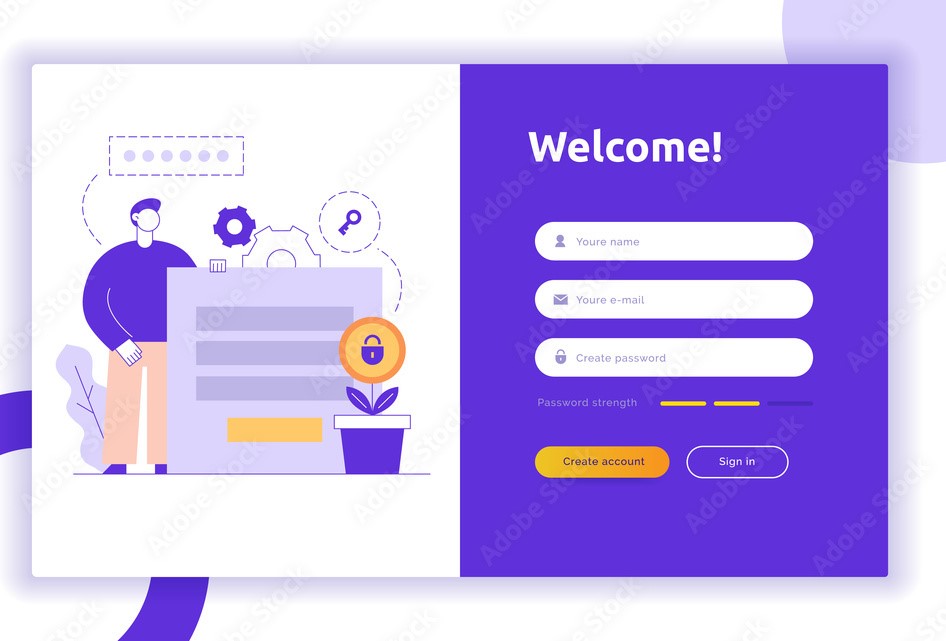 Welcome!
Youre name
Youre e-mail
Create password
Password strength
Create account
Sign in
Adobe Stock